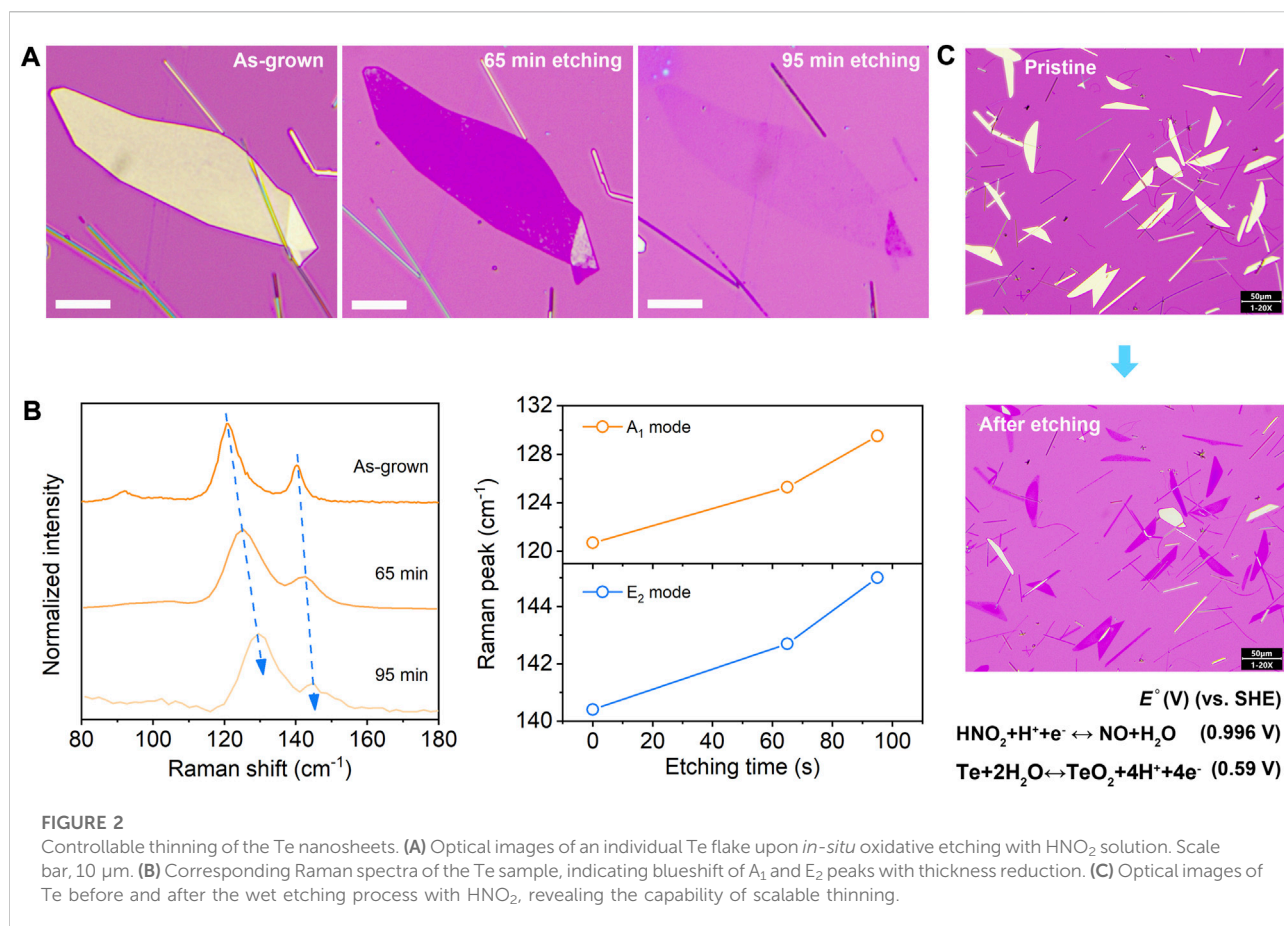 A
As-grown
65 min etching
95 min etching
C
Pristine
50μm
1-20X
B
Normalized intensity
As-grown
65 min
95 min
80 100 120 140 160 180
Raman shift (cm⁻¹)
Raman peak (cm⁻¹)
132
128
124
120
A₁ mode
144
142
140
E₂ mode
0 20 40 60 80 100
Etching time (s)
After etching
50μm
1-20X
E° (V) (vs. SHE)
HNO₂+H⁺+e⁻ ↔ NO+H₂O (0.996 V)
Te+2H₂O↔TeO₂+4H⁺+4e⁻ (0.59 V)
FIGURE 2
Controllable thinning of the Te nanosheets. (A) Optical images of an individual Te flake upon in-situ oxidative etching with HNO₂ solution. Scale
bar, 10 μm. (B) Corresponding Raman spectra of the Te sample, indicating blueshift of A₁ and E₂ peaks with thickness reduction. (C) Optical images of
Te before and after the wet etching process with HNO₂, revealing the capability of scalable thinning.